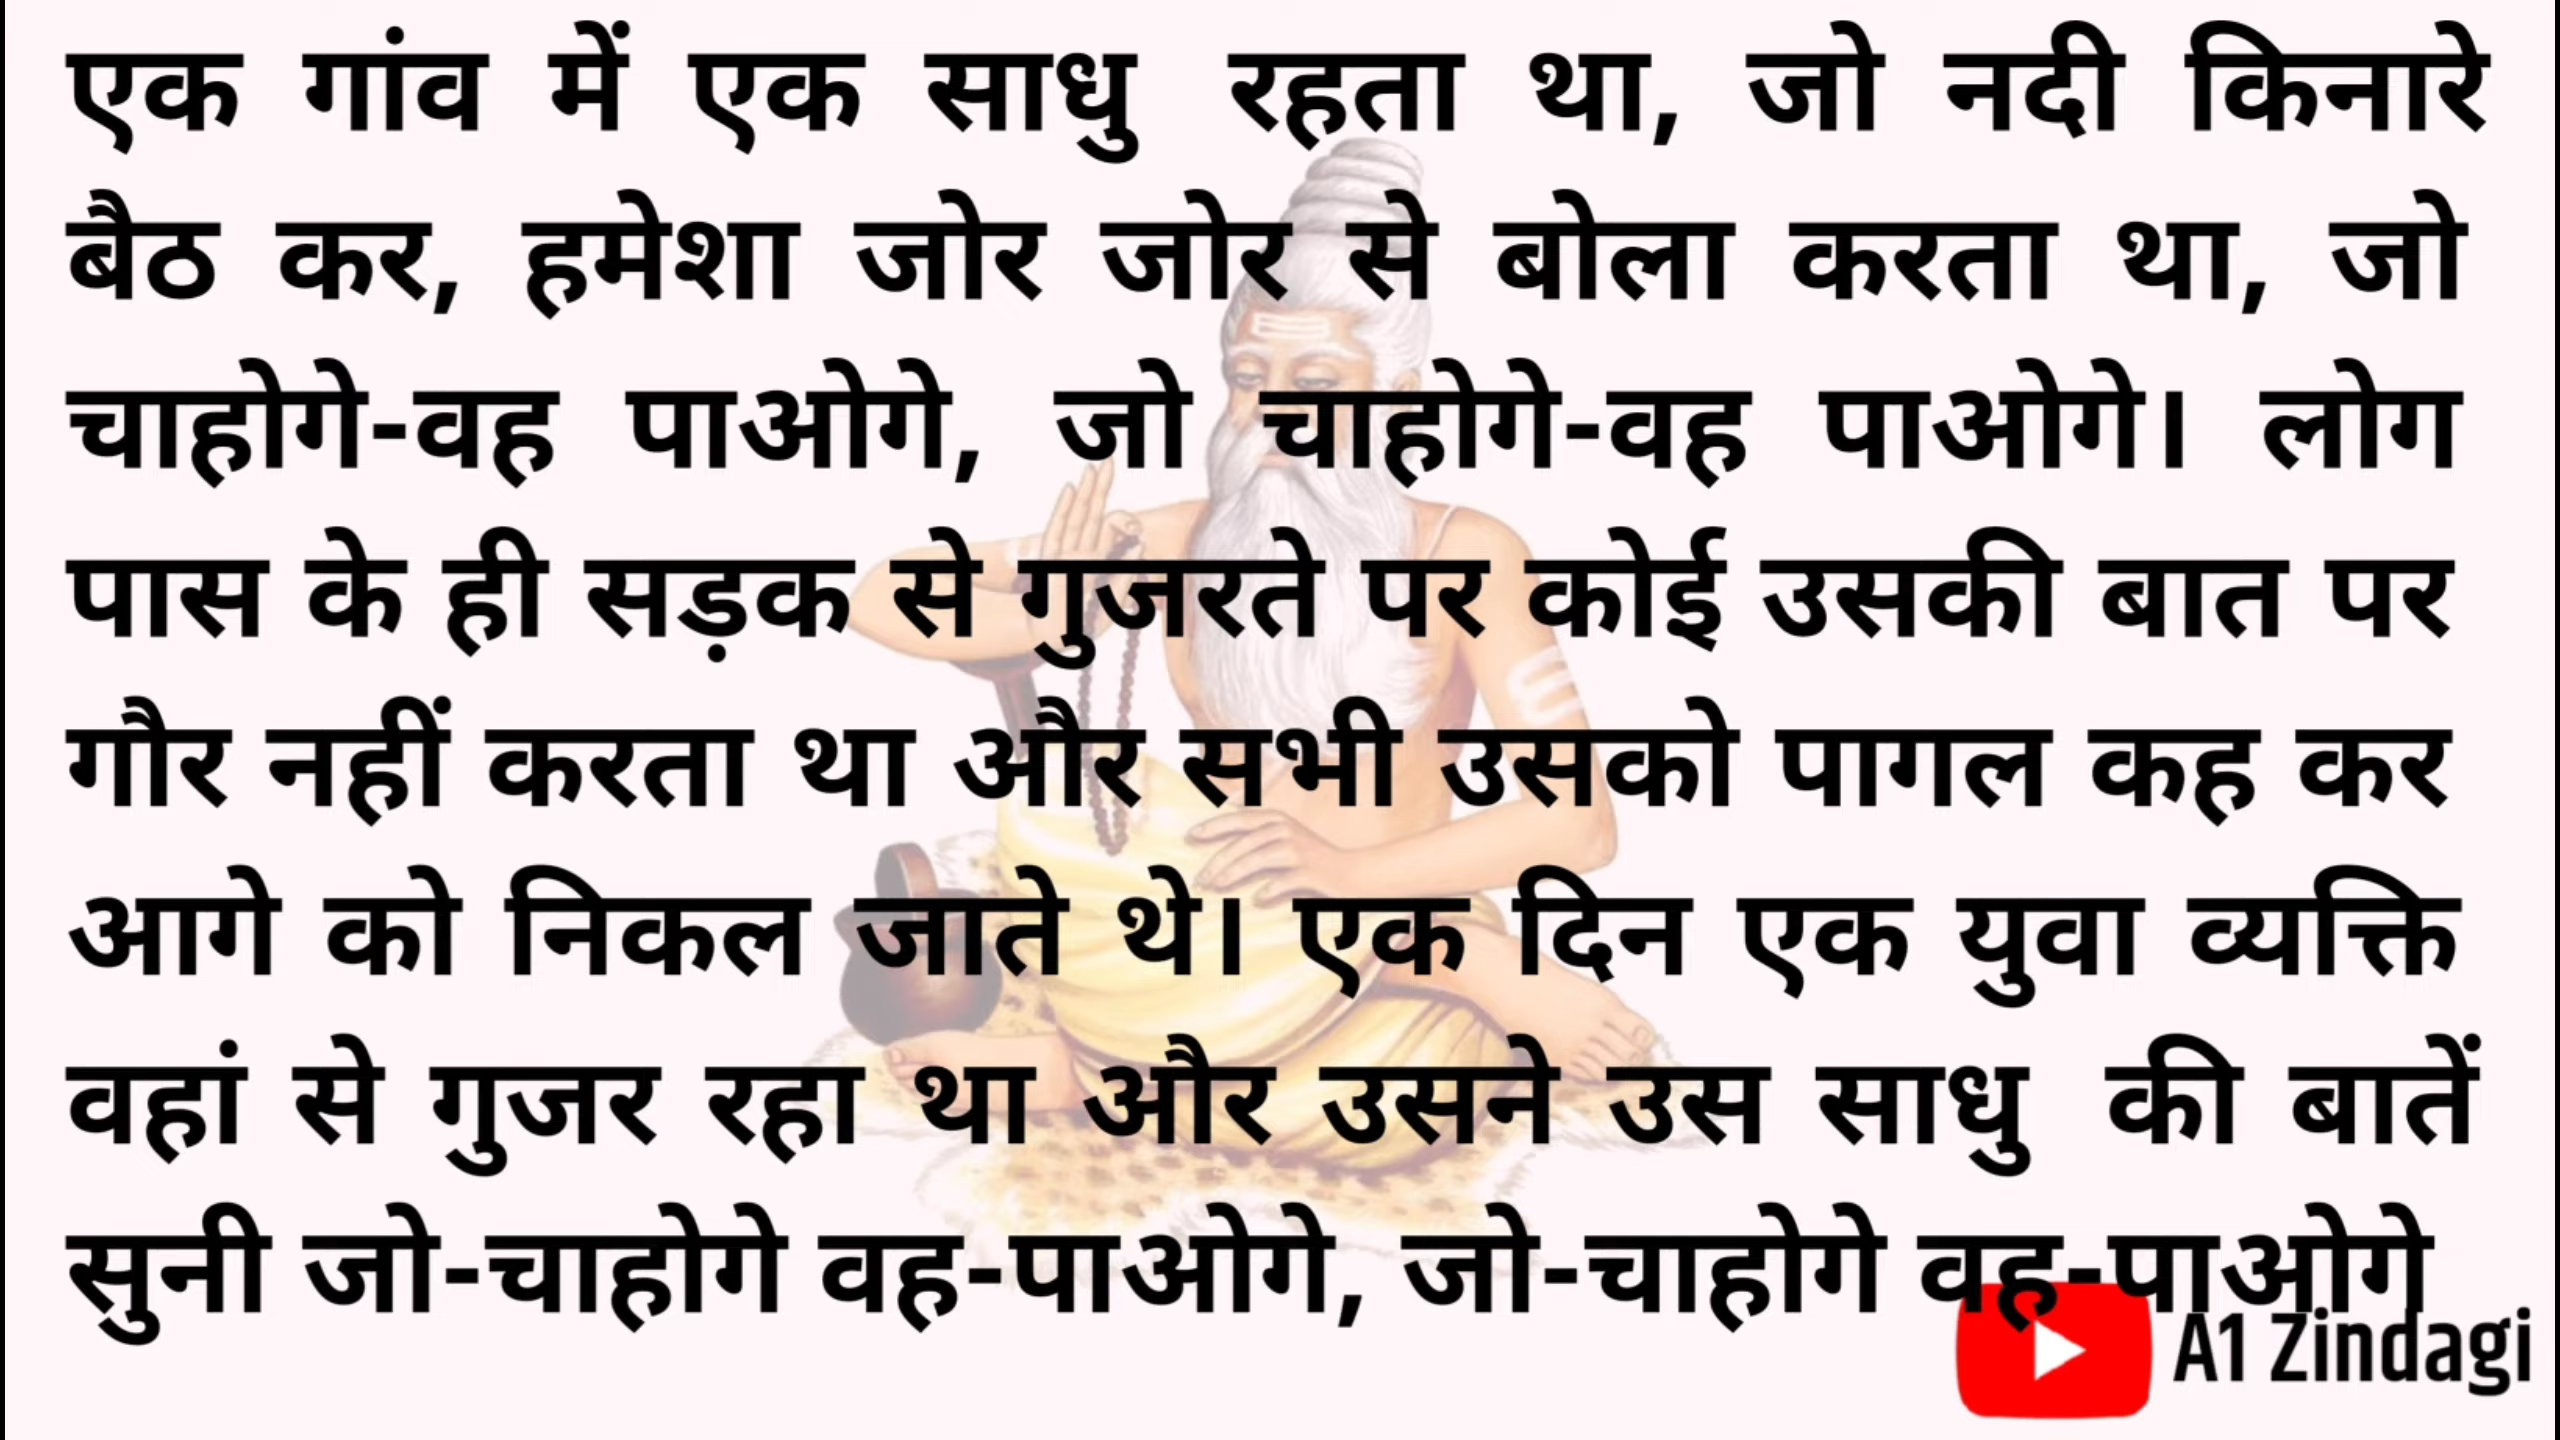 एक गांव में एक साधु रहता था, जो नदी किनारे
बैठ कर, हमेशा जोर जोर से बोला करता था, जो
चाहोगे-वह पाओगे, जो चाहोगे-वह पाओगे। लोग
पास के ही सड़क से गुजरते पर कोई उसकी बात पर
गौर नहीं करता था और सभी उसको पागल कह कर
आगे को निकल जाते थे। एक दिन एक युवा व्यक्ति
वहां से गुजर रहा था और उसने उस साधु की बातें
सुनी जो-चाहोगे वह-पाओगे, जो-चाहोगे वह-पाओगे
A1 Zindagi